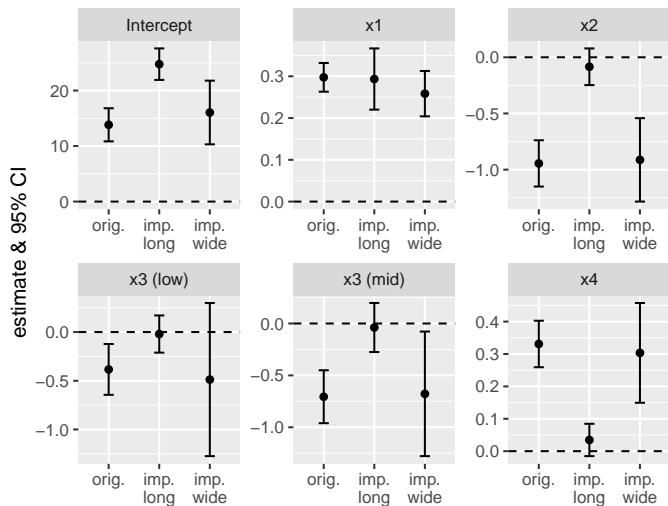 Intercept
x1
x2
20
10
0
0.3
0.2
0.1
0.0
0.0
−0.5
−1.0
orig.
imp.
long
imp.
wide
orig.
imp.
long
imp.
wide
orig.
imp.
long
imp.
wide
estimate & 95% CI
x3 (low)
x3 (mid)
x4
0.0
−0.5
−1.0
0.0
−0.5
−1.0
0.4
0.3
0.2
0.1
0.0
orig.
imp.
long
imp.
wide
orig.
imp.
long
imp.
wide
orig.
imp.
long
imp.
wide